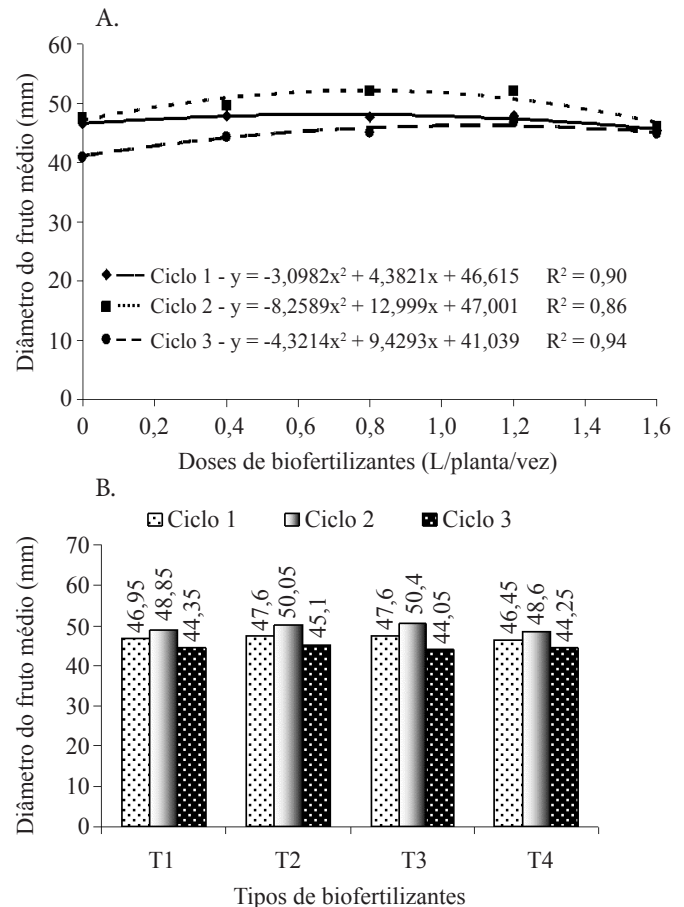 A.
Diâmetro do fruto médio (mm)
60
50
40
30
20
10
0
Ciclo 1 - y = -3,0982x² + 4,3821x + 46,615 R² = 0,90
Ciclo 2 - y = -8,2589x² + 12,999x + 47,001 R² = 0,86
Ciclo 3 - y = -4,3214x² + 9,4293x + 41,039 R² = 0,94
0 0,2 0,4 0,6 0,8 1,0 1,2 1,4 1,6
Doses de biofertilizantes (L/planta/vez)
B.
Ciclo 1 Ciclo 2 Ciclo 3
Diâmetro do fruto médio (mm)
70
60
50
40
30
20
10
0
46,95 48,85 44,35 47,6 50,05 45,1 47,6 50,4 44,05 46,45 48,6 44,25
T1 T2 T3 T4
Tipos de biofertilizantes